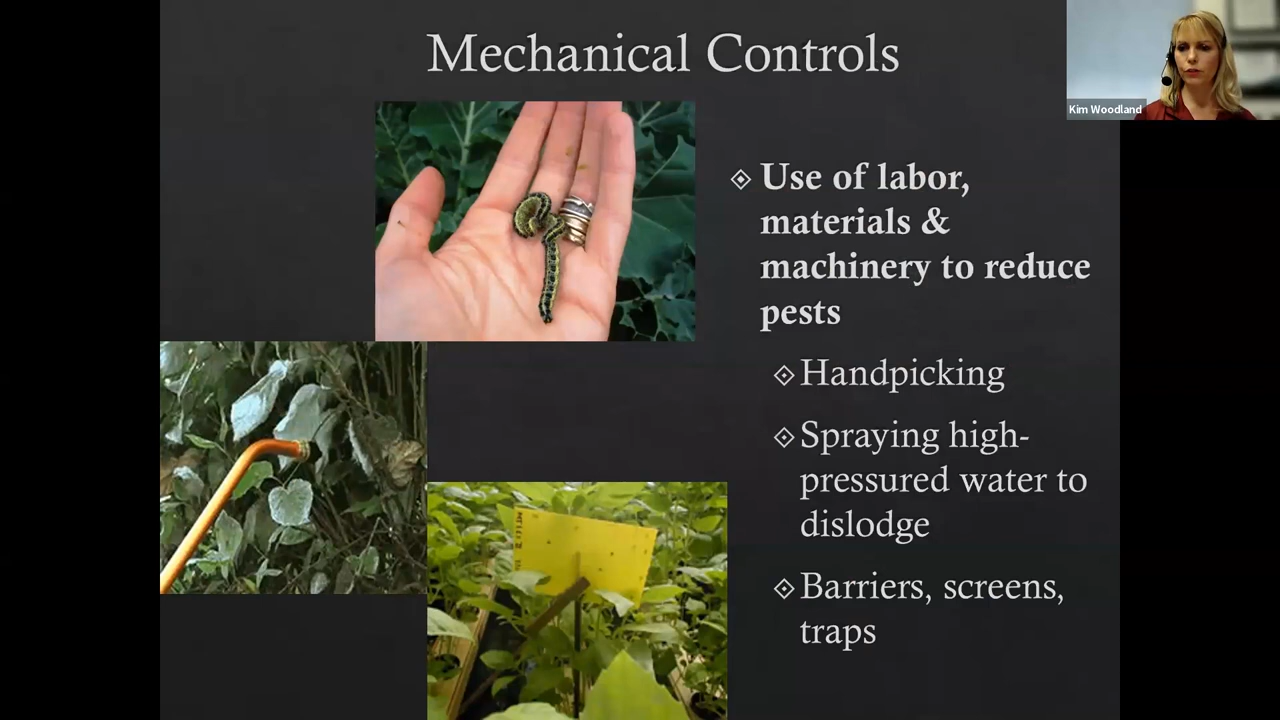 Mechanical Controls
Kim Woodland
Use of labor,
materials &
machinery to reduce
pests
Handpicking
Spraying high-
pressured water to
dislodge
Barriers, screens,
traps